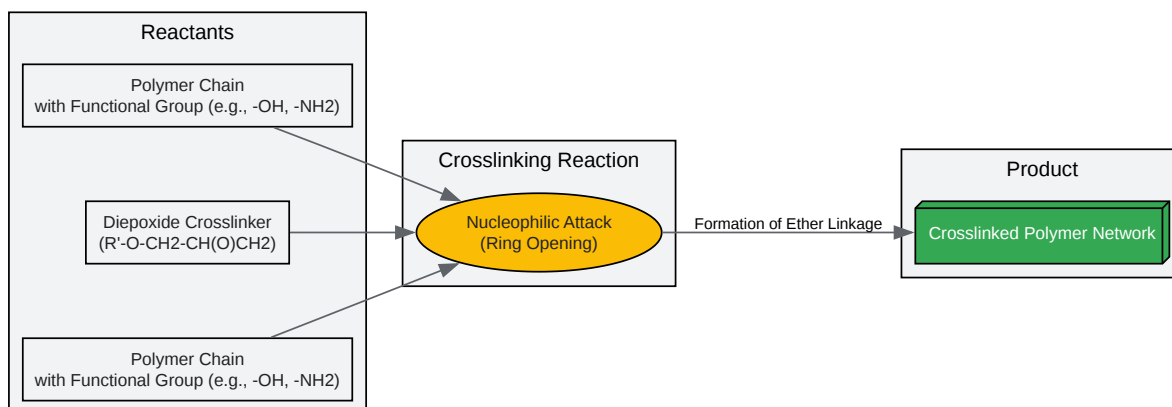 Reactants
Polymer Chain
with Functional Group (e.g., -OH, -NH2)
Diepoxide Crosslinker
(R'-O-CH2-CH(O)CH2)
Polymer Chain
with Functional Group (e.g., -OH, -NH2)
Crosslinking Reaction
Nucleophilic Attack
(Ring Opening)
Formation of Ether Linkage
Product
Crosslinked Polymer Network